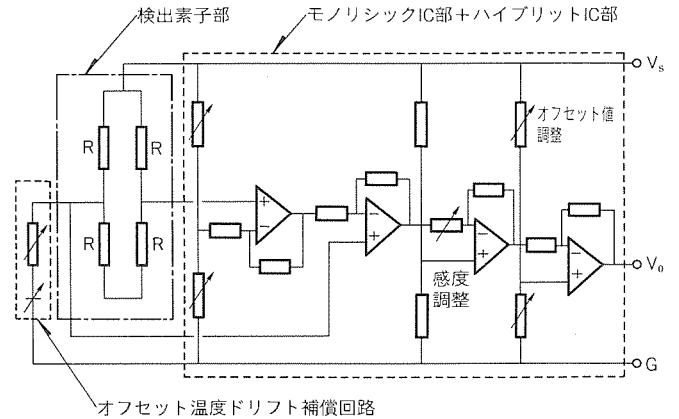 検出素子部
モノリシックIC部＋ハイブリットIC部
Vs
オフセット値
調整
R
R
R
R
感度
調整
V0
G
オフセット温度ドリフト補償回路